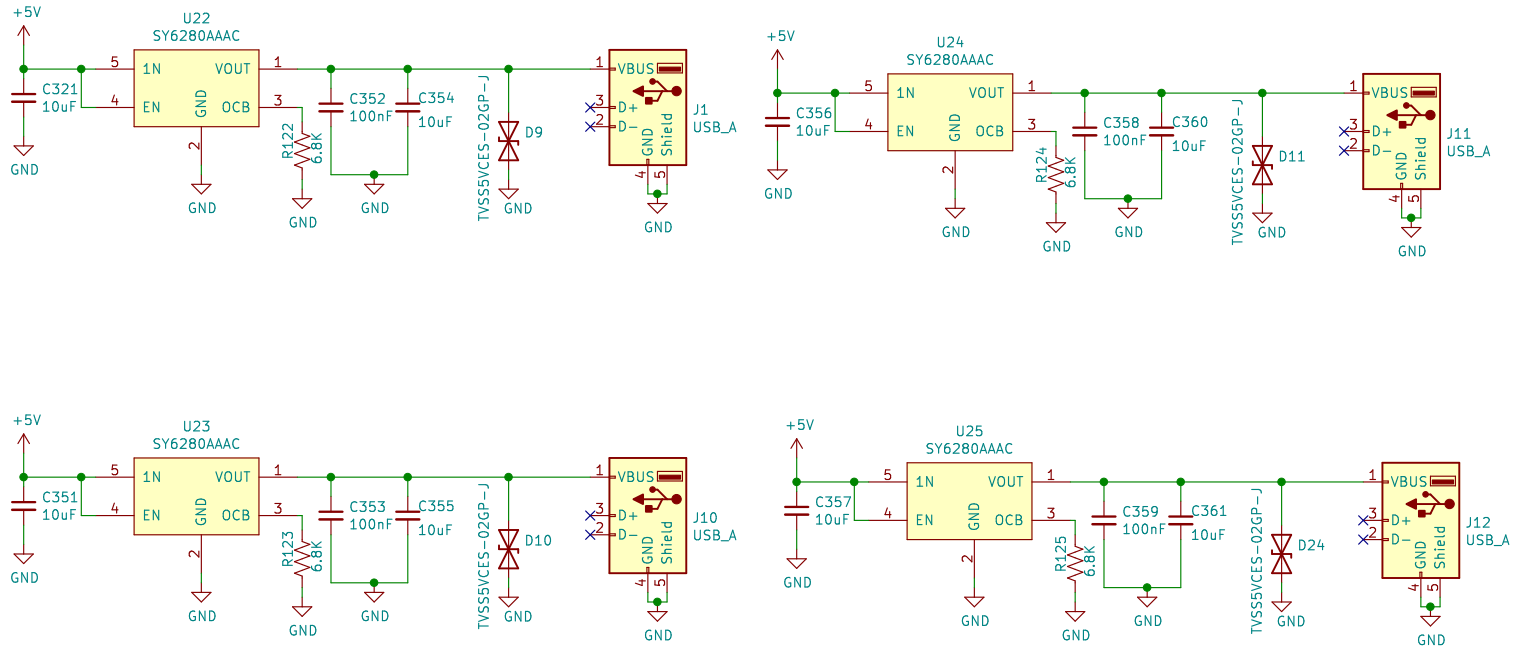 +5V
U22
SY6280AAAC
5
1N
VOUT
1
4
EN
GND
OCB
3
2
C321
10uF
GND
GND
R122
6.8K
GND
C352
100nF
C354
10uF
GND
TVSS5VCES-02GP-J
D9
GND
1
VBUS
3
D+
2
D-
GND
Shield
4
5
J1
USB_A
GND
+5V
U24
SY6280AAAC
5
1N
VOUT
1
4
EN
GND
OCB
3
2
C356
10uF
GND
GND
R124
6.8K
GND
C358
100nF
C360
10uF
GND
TVSS5VCES-02GP-J
D11
GND
1
VBUS
3
D+
2
D-
GND
Shield
4
5
J11
USB_A
GND
+5V
U23
SY6280AAAC
5
1N
VOUT
1
4
EN
GND
OCB
3
2
C351
10uF
GND
GND
R123
6.8K
GND
C353
100nF
C355
10uF
GND
TVSS5VCES-02GP-J
D10
GND
1
VBUS
3
D+
2
D-
GND
Shield
4
5
J10
USB_A
GND
+5V
U25
SY6280AAAC
5
1N
VOUT
1
4
EN
GND
OCB
3
2
C357
10uF
GND
GND
R125
6.8K
GND
C359
100nF
C361
10uF
GND
TVSS5VCES-02GP-J
D24
GND
1
VBUS
3
D+
2
D-
GND
Shield
4
5
J12
USB_A
GND